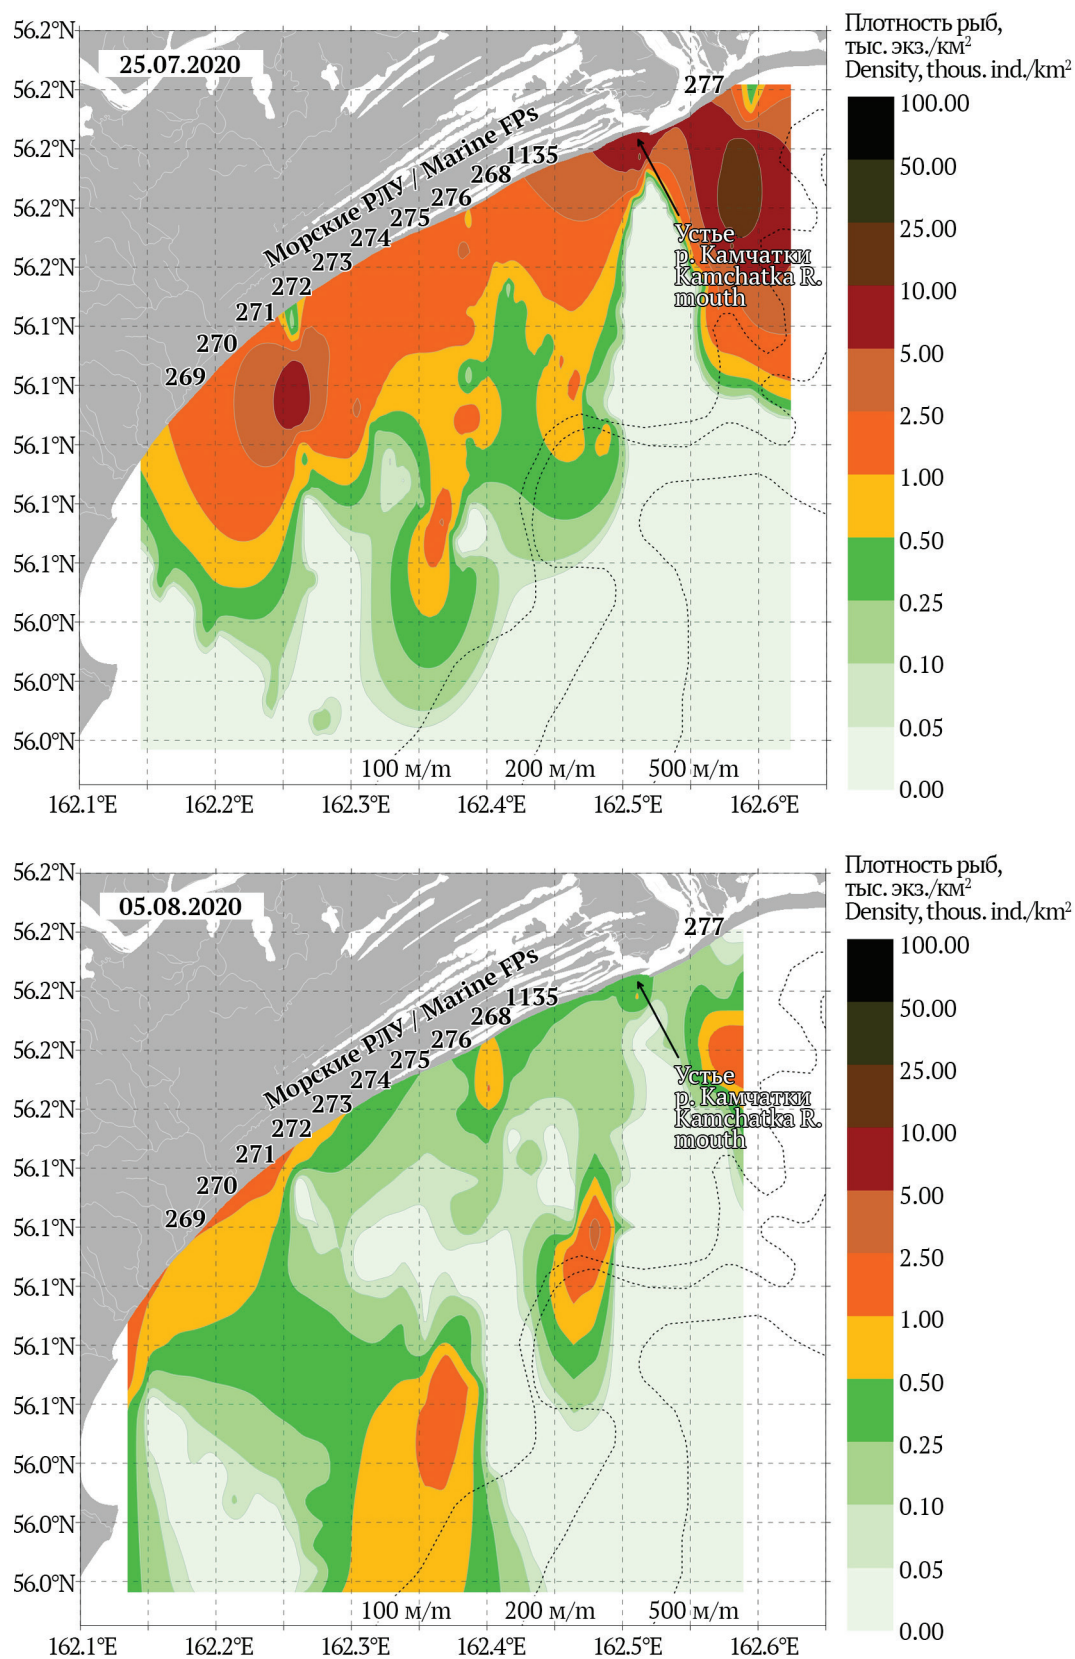 56.2°N
25.07.2020
56.2°N
56.2°N
56.2°N
56.2°N
56.1°N
56.1°N
56.1°N
56.1°N
56.1°N
56.0°N
56.0°N
56.0°N
162.1°E
162.2°E
162.3°E
162.4°E
162.5°E
162.6°E
Морские РЛУ / Marine FPs
277
1135
268
276
275
274
273
272
271
270
269
Устье
р. Камчатки
Kamchatka R.
mouth
100 м/m
200 м/m
500 м/m
Плотность рыб,
тыс. экз./км²
Density, thous. ind./km²
100.00
50.00
25.00
10.00
5.00
2.50
1.00
0.50
0.25
0.10
0.05
0.00
56.2°N
05.08.2020
56.2°N
56.2°N
56.2°N
56.2°N
56.1°N
56.1°N
56.1°N
56.1°N
56.1°N
56.0°N
56.0°N
56.0°N
162.1°E
162.2°E
162.3°E
162.4°E
162.5°E
162.6°E
Морские РЛУ / Marine FPs
277
1135
268
276
275
274
273
272
271
270
269
Устье
р. Камчатки
Kamchatka R.
mouth
100 м/m
200 м/m
500 м/m
Плотность рыб,
тыс. экз./км²
Density, thous. ind./km²
100.00
50.00
25.00
10.00
5.00
2.50
1.00
0.50
0.25
0.10
0.05
0.00